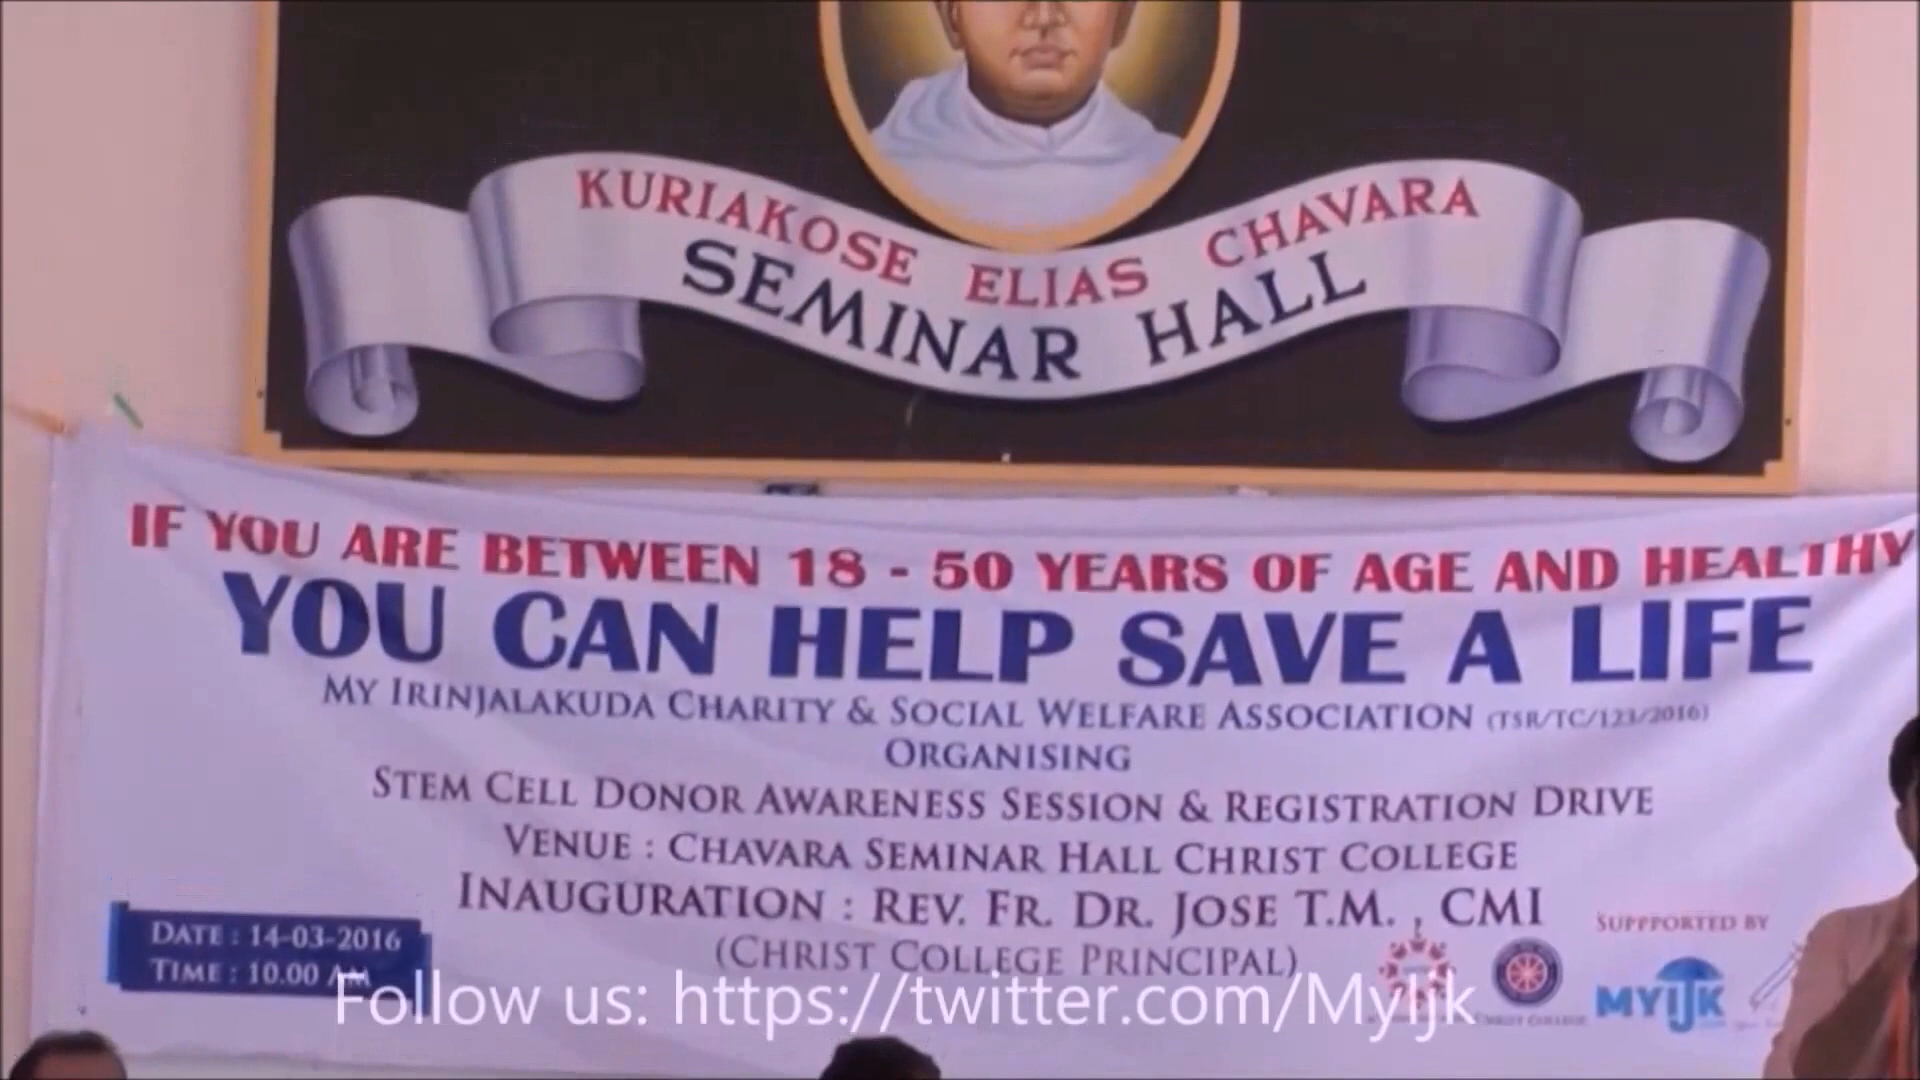 KURIAKOSE ELIAS CHAVARA
SEMINAR HALL
IF YOU ARE BETWEEN 18 - 50 YEARS OF AGE AND HEALTHY
YOU CAN HELP SAVE A LIFE
MY IRINJALAKUDA CHARITY & SOCIAL WELFARE ASSOCIATION (TSR/TC/123/2016)
ORGANISING
STEM CELL DONOR AWARENESS SESSION & REGISTRATION DRIVE
VENUE : CHAVARA SEMINAR HALL CHRIST COLLEGE
INAUGURATION : REV. FR. DR. JOSE T.M. , CMI
(CHRIST COLLEGE PRINCIPAL)
DATE : 14-03-2016
TIME : 10.00 AM
SUPPPORTED BY
CHRIST COLLEGE
MYIJK
Follow us: https://twitter.com/MyIjk